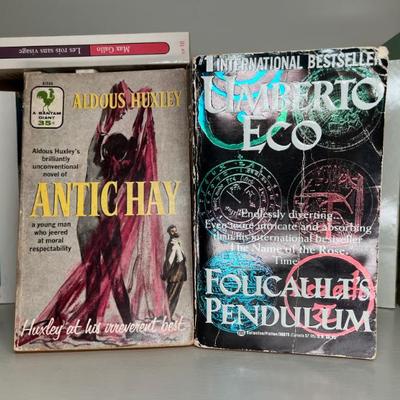 Max Gallo
Les rois sans visage
A BANTAM
GIANT
35¢
ALDOUS HUXLEY
Aldous Huxley's
brilliantly
unconventional
novel of
ANTIC HAY
a young man
who jeered
at moral
respectability
Huxley at his irreverent best
#1 INTERNATIONAL BESTSELLER
UMBERTO
ECO
"Endlessly diverting...
Even more intricate and absorbing
than his international bestseller
The Name of the Rose."
Time
FOUCAULT'S
PENDULUM